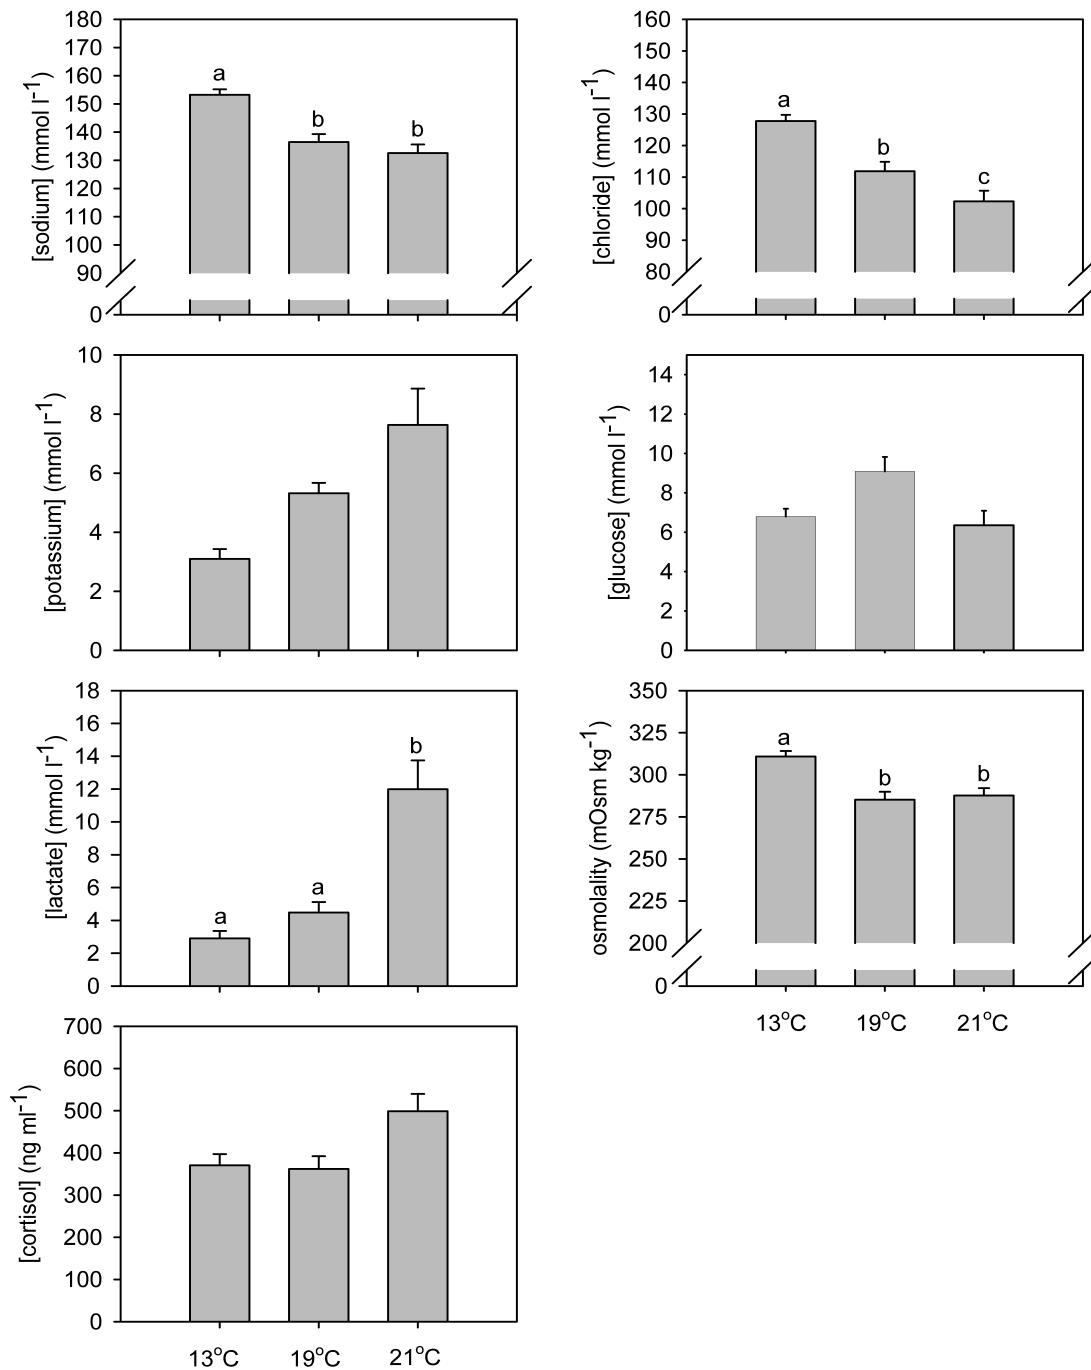 [sodium] (mmol l⁻¹)
180
170
160
150
140
130
120
110
100
90
0
a
b
b
[chloride] (mmol l⁻¹)
160
150
140
130
120
110
100
90
80
0
a
b
c
[potassium] (mmol l⁻¹)
10
8
6
4
2
0
[glucose] (mmol l⁻¹)
14
12
10
8
6
4
2
0
[lactate] (mmol l⁻¹)
18
16
14
12
10
8
6
4
2
0
a
a
b
osmolality (mOsm kg⁻¹)
350
325
300
275
250
225
200
0
a
b
b
13°C 19°C 21°C
[cortisol] (ng ml⁻¹)
700
600
500
400
300
200
100
0
13°C 19°C 21°C